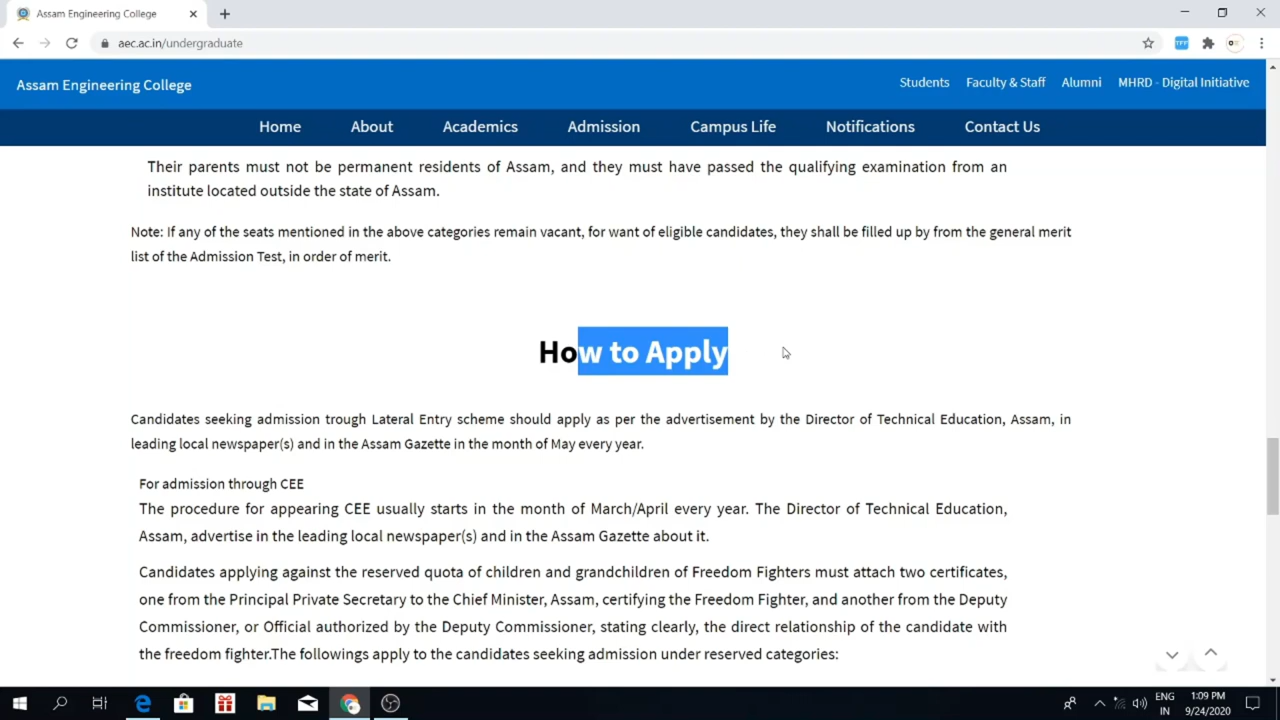 Assam Engineering College
aec.ac.in/undergraduate
TFF
Assam Engineering College
Students Faculty & Staff Alumni MHRD - Digital Initiative
Home About Academics Admission Campus Life Notifications Contact Us
Their parents must not be permanent residents of Assam, and they must have passed the qualifying examination from an
institute located outside the state of Assam.
Note: If any of the seats mentioned in the above categories remain vacant, for want of eligible candidates, they shall be filled up by from the general merit
list of the Admission Test, in order of merit.
How to Apply
Candidates seeking admission trough Lateral Entry scheme should apply as per the advertisement by the Director of Technical Education, Assam, in
leading local newspaper(s) and in the Assam Gazette in the month of May every year.
For admission through CEE
The procedure for appearing CEE usually starts in the month of March/April every year. The Director of Technical Education,
Assam, advertise in the leading local newspaper(s) and in the Assam Gazette about it.
Candidates applying against the reserved quota of children and grandchildren of Freedom Fighters must attach two certificates,
one from the Principal Private Secretary to the Chief Minister, Assam, certifying the Freedom Fighter, and another from the Deputy
Commissioner, or Official authorized by the Deputy Commissioner, stating clearly, the direct relationship of the candidate with
the freedom fighter.The followings apply to the candidates seeking admission under reserved categories:
ENG 1:09 PM
IN 9/24/2020